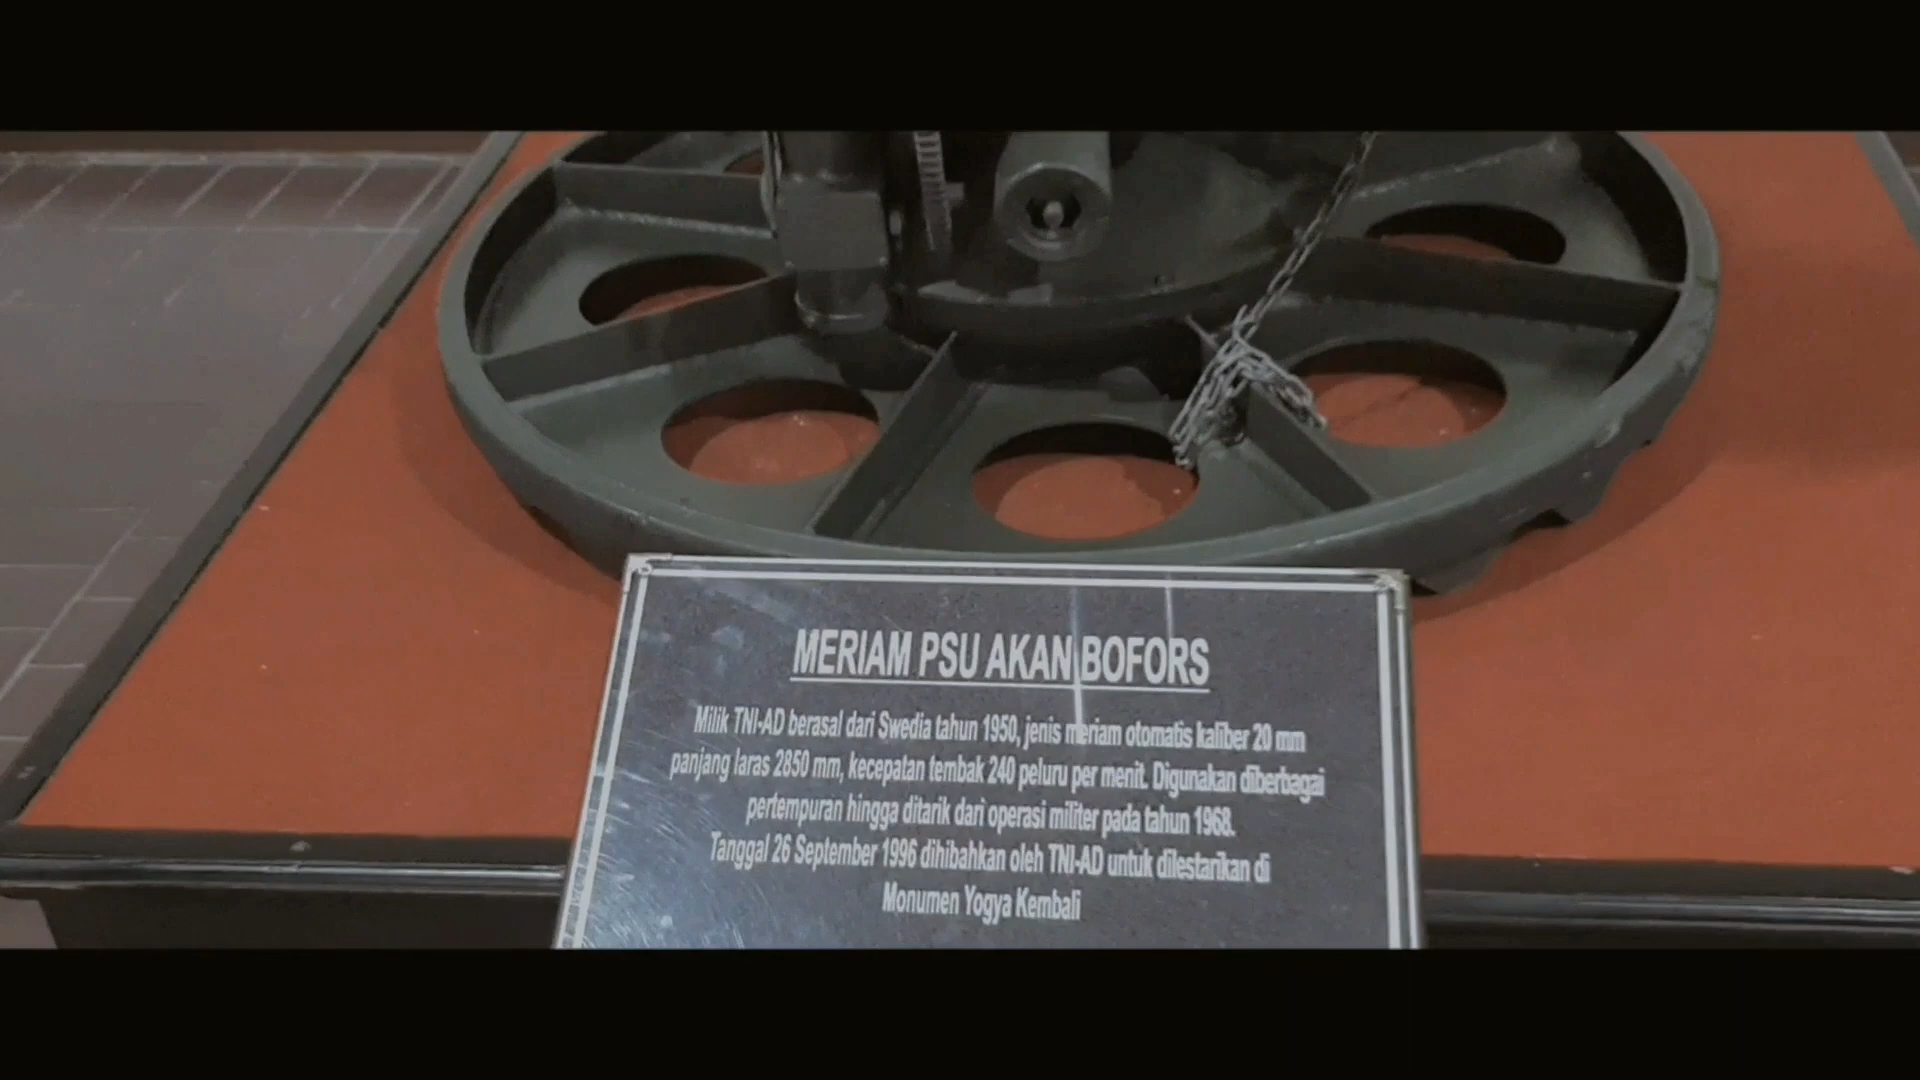 MERIAM PSU AKAN BOFORS
Milik TNI-AD berasal dari Swedia tahun 1950, jenis meriam otomatis kaliber 20 mm
panjang laras 2850 mm, kecepatan tembak 240 peluru per menit. Digunakan diberbagai
pertempuran hingga ditarik dari operasi militer pada tahun 1968.
Tanggal 26 September 1996 dihibahkan oleh TNI-AD untuk dilestarikan di
Monumen Yogya Kembali